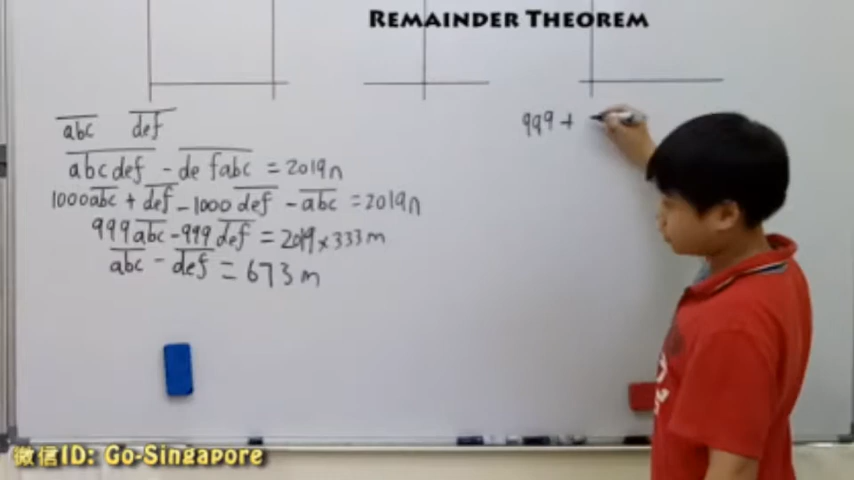 REMAINDER THEOREM
abc def
abcdef - defabc = 2019n
1000abc + def - 1000def - abc = 2019n
999abc - 999def = 2019 × 333m
abc - def = 673m
999 +
微信ID: Go-Singapore